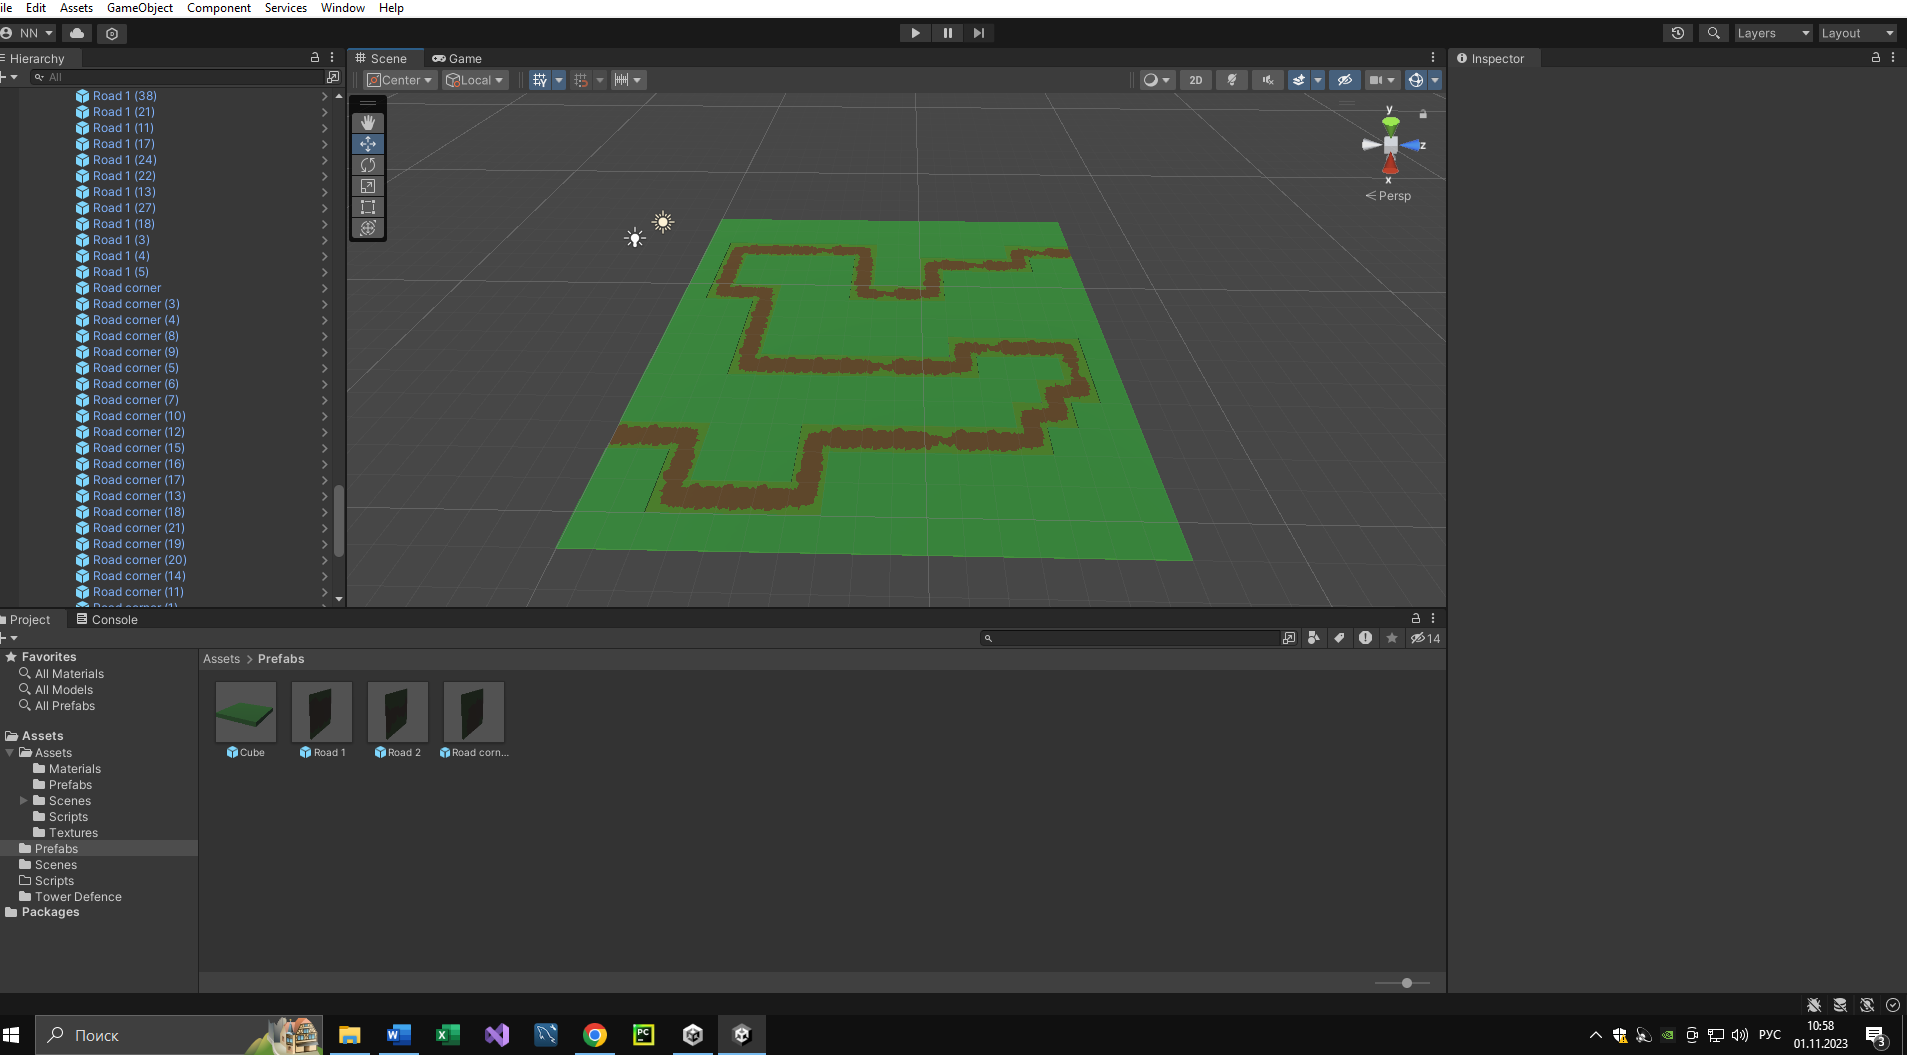 ile Edit Assets GameObject Component Services Window Help
NN Layers Layout
Hierarchy Scene Game Inspector
All Center Local 2D
Road 1 (38)
Road 1 (21)
Road 1 (11)
Road 1 (17)
Road 1 (24)
Road 1 (22)
Road 1 (13)
Road 1 (27)
Road 1 (18)
Road 1 (3)
Road 1 (4)
Road 1 (5)
Road corner
Road corner (3)
Road corner (4)
Road corner (8)
Road corner (9)
Road corner (5)
Road corner (6)
Road corner (7)
Road corner (10)
Road corner (12)
Road corner (15)
Road corner (16)
Road corner (17)
Road corner (13)
Road corner (18)
Road corner (21)
Road corner (19)
Road corner (20)
Road corner (14)
Road corner (11)
Road corner (1)
y
z
x
Persp
Project Console
14
Favorites
All Materials
All Models
All Prefabs
Assets
Assets
Materials
Prefabs
Scenes
Scripts
Textures
Prefabs
Scenes
Scripts
Tower Defence
Packages
Assets > Prefabs
Cube Road 1 Road 2 Road corn...
Поиск
PC
РУС
10:58
01.11.2023
3